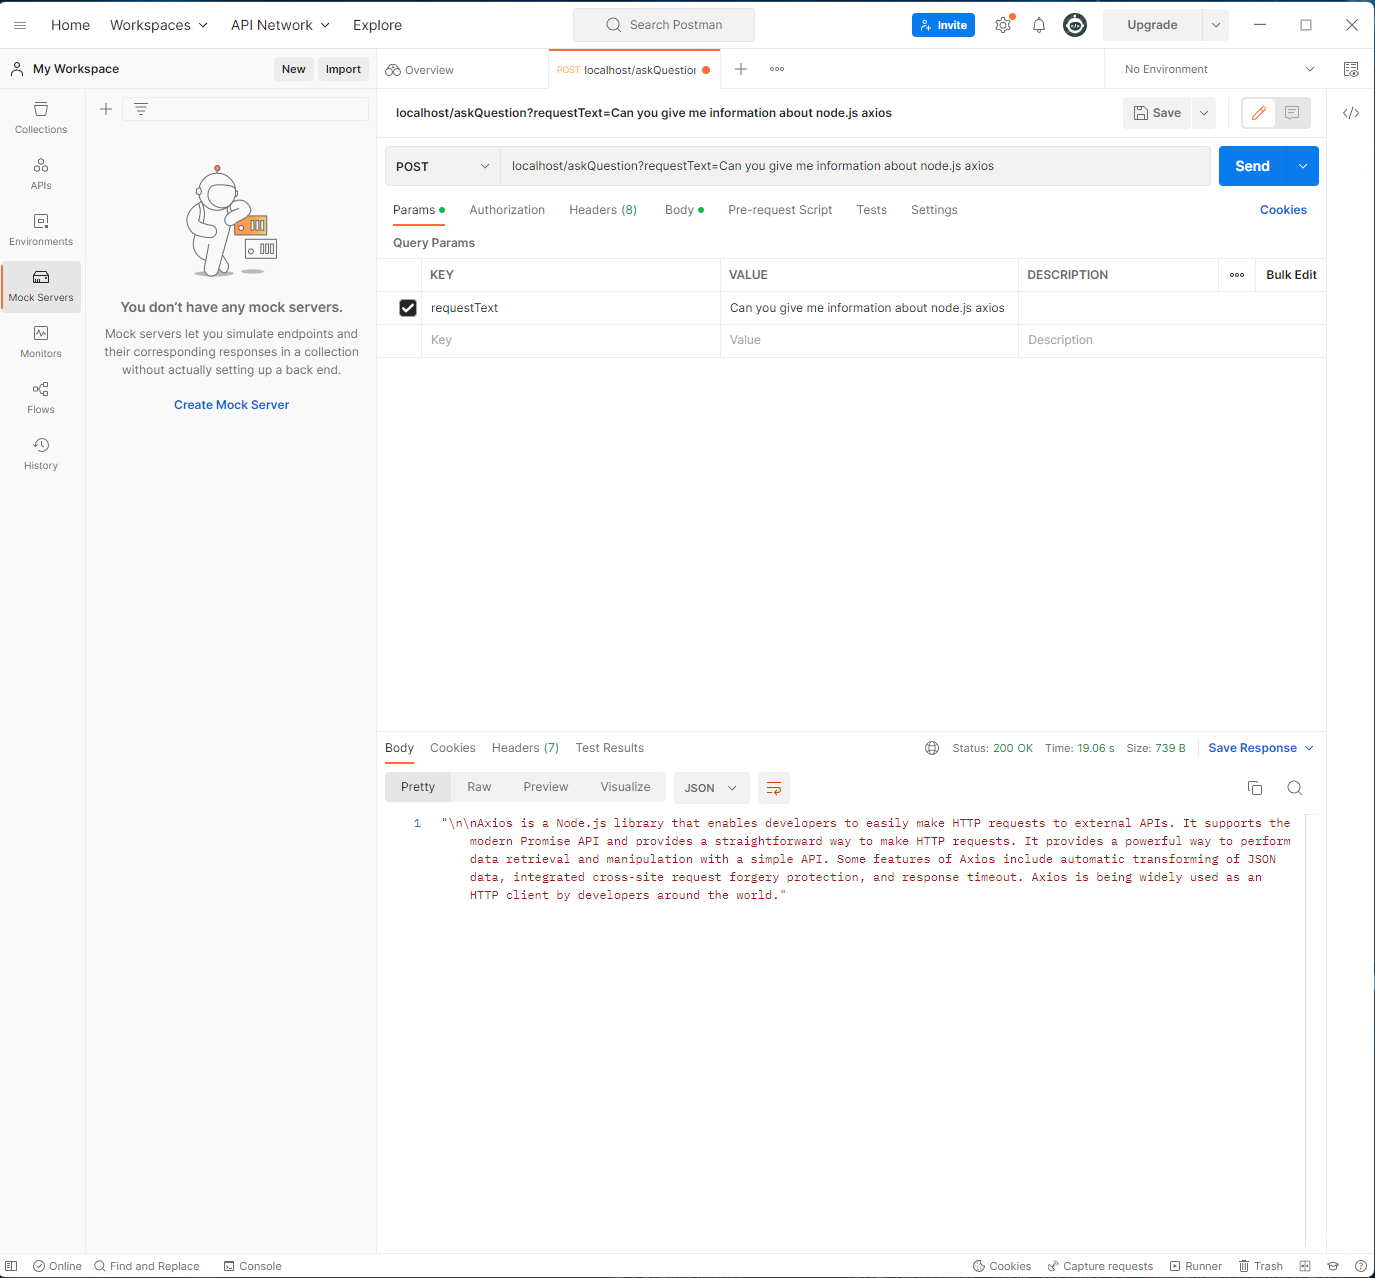 Home Workspaces API Network Explore Search Postman Invite Upgrade
My Workspace New Import Overview POST localhost/askQuestion No Environment
Collections
APIs
Environments
Mock Servers
Monitors
Flows
History
You don’t have any mock servers.
Mock servers let you simulate endpoints and
their corresponding responses in a collection
without actually setting up a back end.
Create Mock Server
localhost/askQuestion?requestText=Can you give me information about node.js axios Save
POST localhost/askQuestion?requestText=Can you give me information about node.js axios Send
Params Authorization Headers (8) Body Pre-request Script Tests Settings Cookies
Query Params
KEY VALUE DESCRIPTION Bulk Edit
requestText Can you give me information about node.js axios
Key Value Description
Body Cookies Headers (7) Test Results Status: 200 OK Time: 19.06 s Size: 739 B Save Response
Pretty Raw Preview Visualize JSON
1 "\n\nAxios is a Node.js library that enables developers to easily make HTTP requests to external APIs. It supports the
modern Promise API and provides a straightforward way to make HTTP requests. It provides a powerful way to perform
data retrieval and manipulation with a simple API. Some features of Axios include automatic transforming of JSON
data, integrated cross-site request forgery protection, and response timeout. Axios is being widely used as an
HTTP client by developers around the world."
Online Find and Replace Console Cookies Capture requests Runner Trash